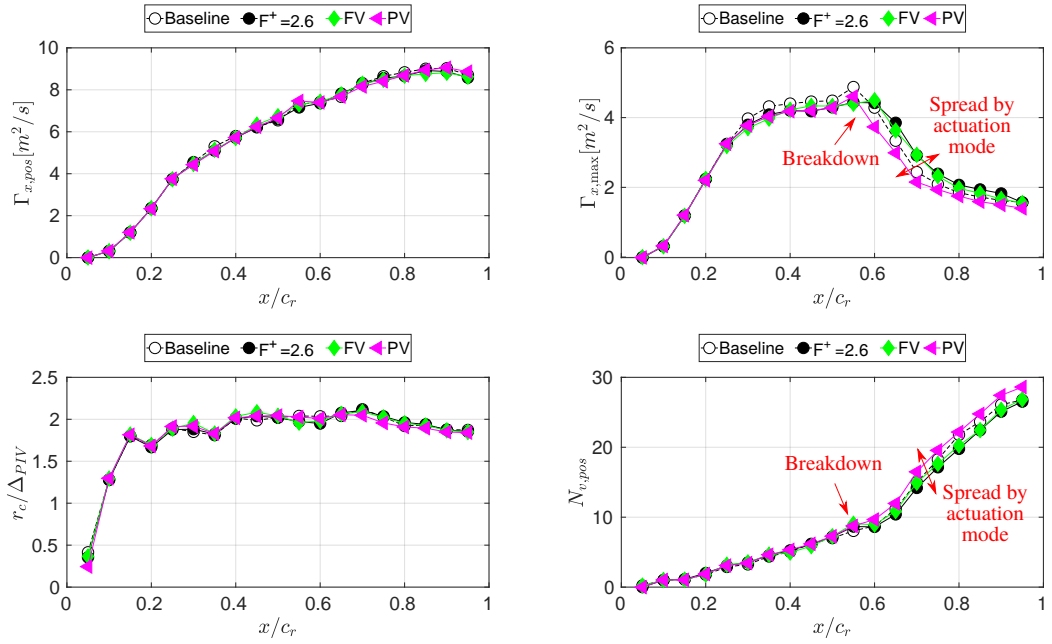 Baseline F⁺=2.6 FV PV
Γx,pos[m²/s]
10
8
6
4
2
0
0 0.2 0.4 0.6 0.8 1
x/cr
Baseline F⁺=2.6 FV PV
Γx,max[m²/s]
6
4
2
0
Spread by
actuation
mode
Breakdown
0 0.2 0.4 0.6 0.8 1
x/cr
Baseline F⁺=2.6 FV PV
rc/ΔPIV
2.5
2
1.5
1
0.5
0
0 0.2 0.4 0.6 0.8 1
x/cr
Baseline F⁺=2.6 FV PV
Nv,pos
30
20
10
0
Breakdown
Spread by
actuation
mode
0 0.2 0.4 0.6 0.8 1
x/cr